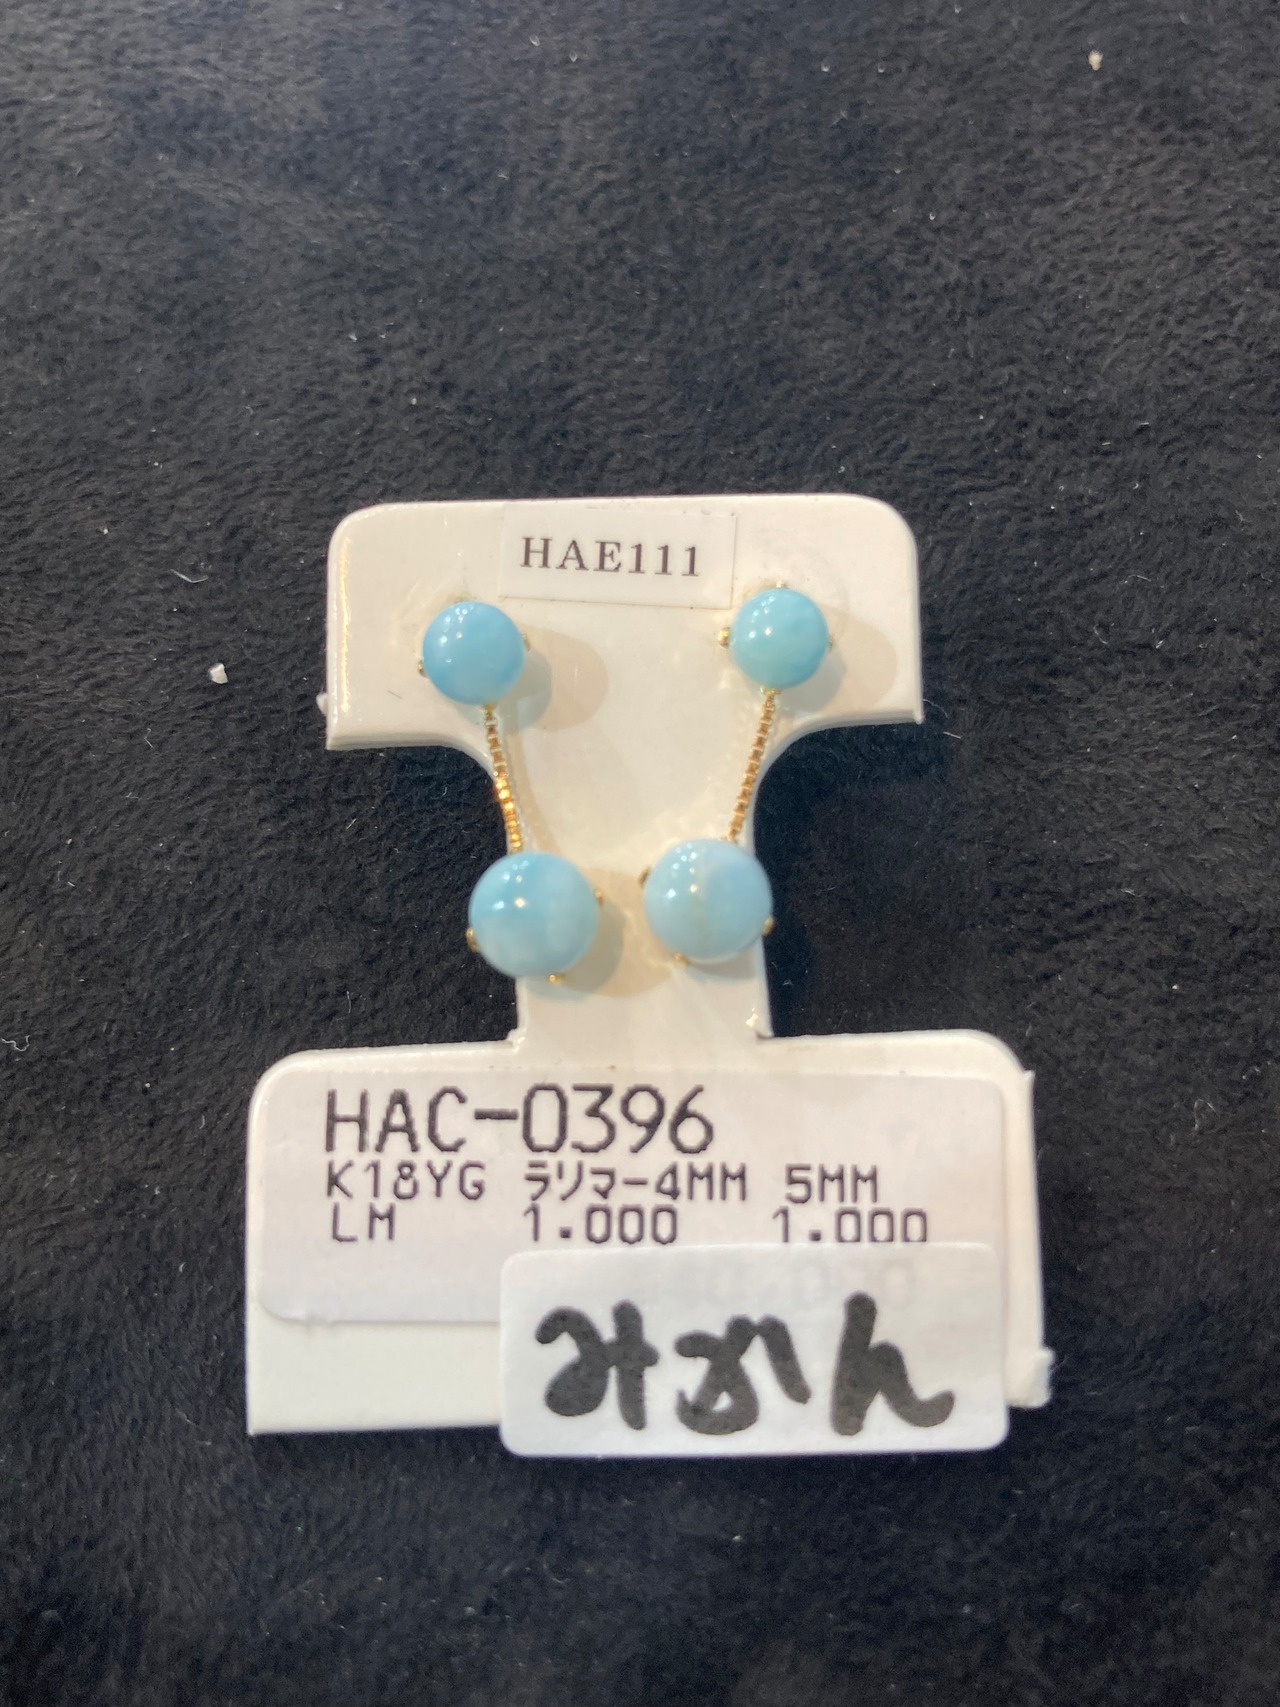 HAE111
HAC-0396
K18YG ラリマー4MM 5MM
LM 1.000 1.000
みかん